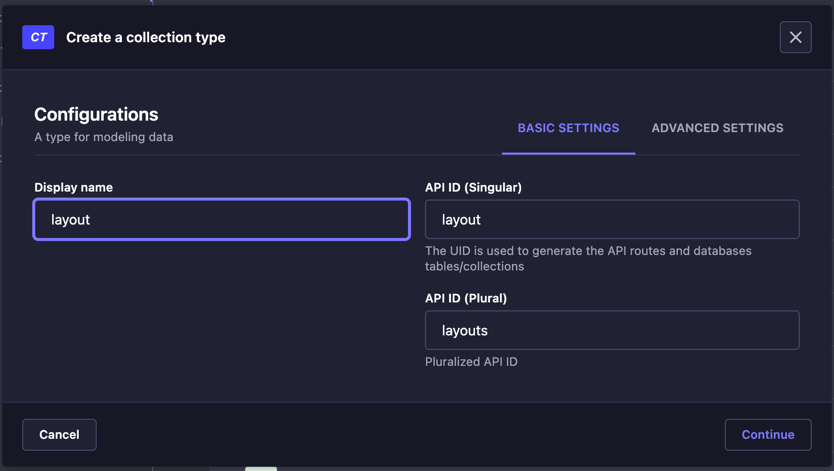 CT Create a collection type
Configurations
A type for modeling data
BASIC SETTINGS ADVANCED SETTINGS
Display name
layout
API ID (Singular)
layout
The UID is used to generate the API routes and databases
tables/collections
API ID (Plural)
layouts
Pluralized API ID
Cancel
Continue